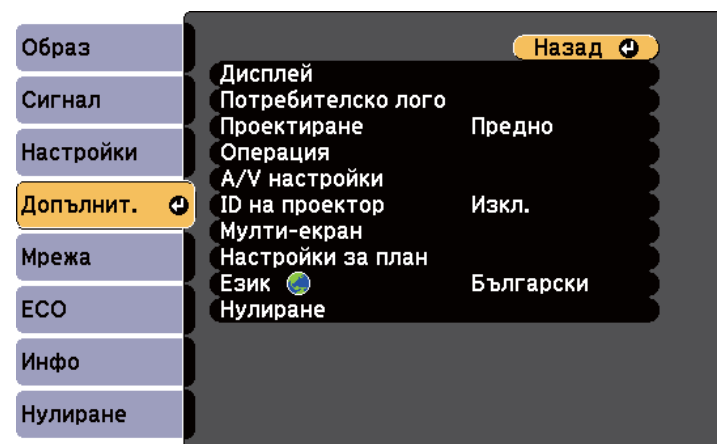 Образ
Сигнал
Настройки
Допълнит.
Мрежа
ECO
Инфо
Нулиране
Назад
Дисплей
Потребителско лого
Проектиране Предно
Операция
A/V настройки
ID на проектор Изкл.
Мулти-екран
Настройки за план
Език Български
Нулиране